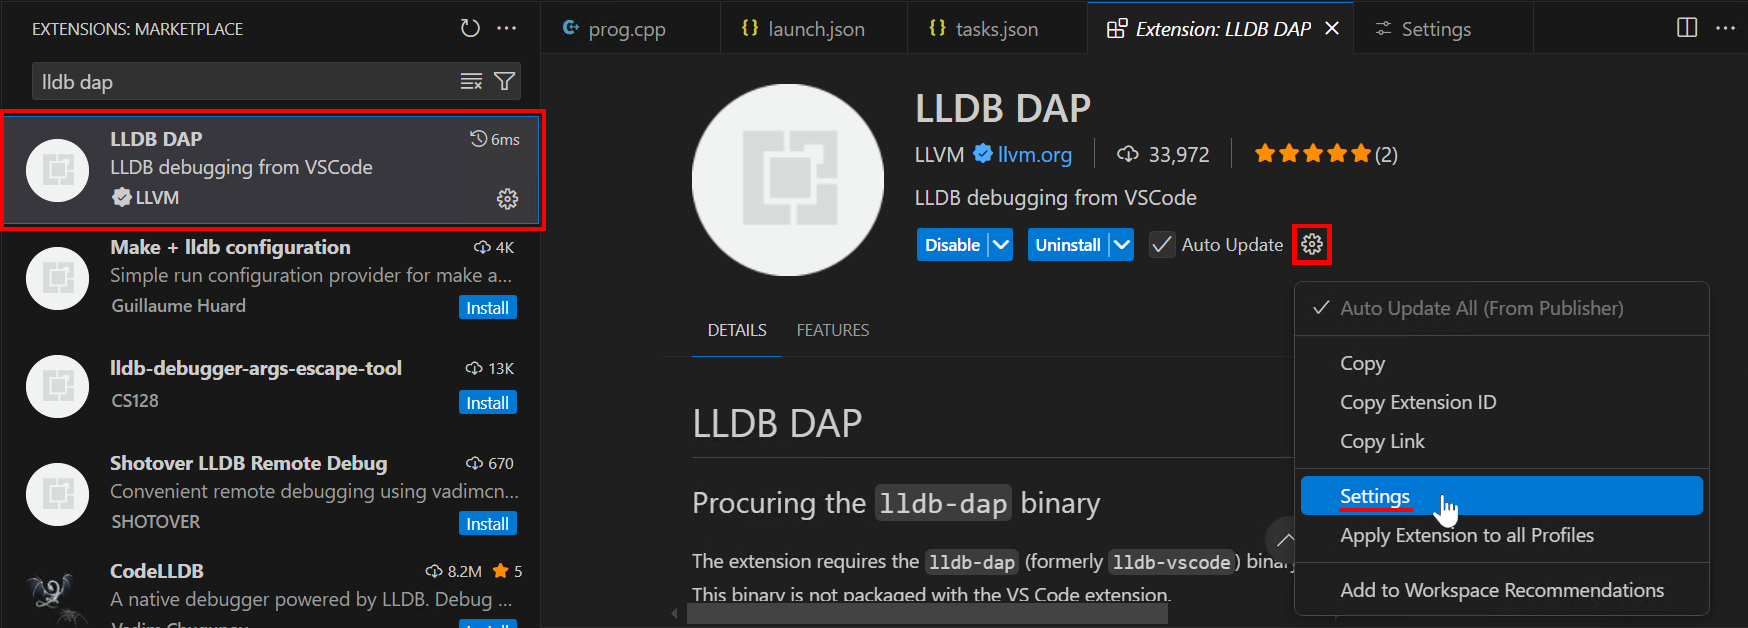 EXTENSIONS: MARKETPLACE
lldb dap
LLDB DAP
6ms
LLDB debugging from VSCode
LLVM
Make + lldb configuration
4K
Simple run configuration provider for make a...
Guillaume Huard
Install
lldb-debugger-args-escape-tool
13K
CS128
Install
Shotover LLDB Remote Debug
670
Convenient remote debugging using vadimcn...
SHOTOVER
Install
CodeLLDB
8.2M
5
A native debugger powered by LLDB. Debug ...
prog.cpp
launch.json
tasks.json
Extension: LLDB DAP
Settings
LLDB DAP
LLVM llvm.org
33,972
(2)
LLDB debugging from VSCode
Disable
Uninstall
Auto Update
DETAILS
FEATURES
LLDB DAP
Procuring the lldb-dap binary
The extension requires the lldb-dap (formerly lldb-vscode) binary
This binary is not packaged with the VS Code extension.
Auto Update All (From Publisher)
Copy
Copy Extension ID
Copy Link
Settings
Apply Extension to all Profiles
Add to Workspace Recommendations